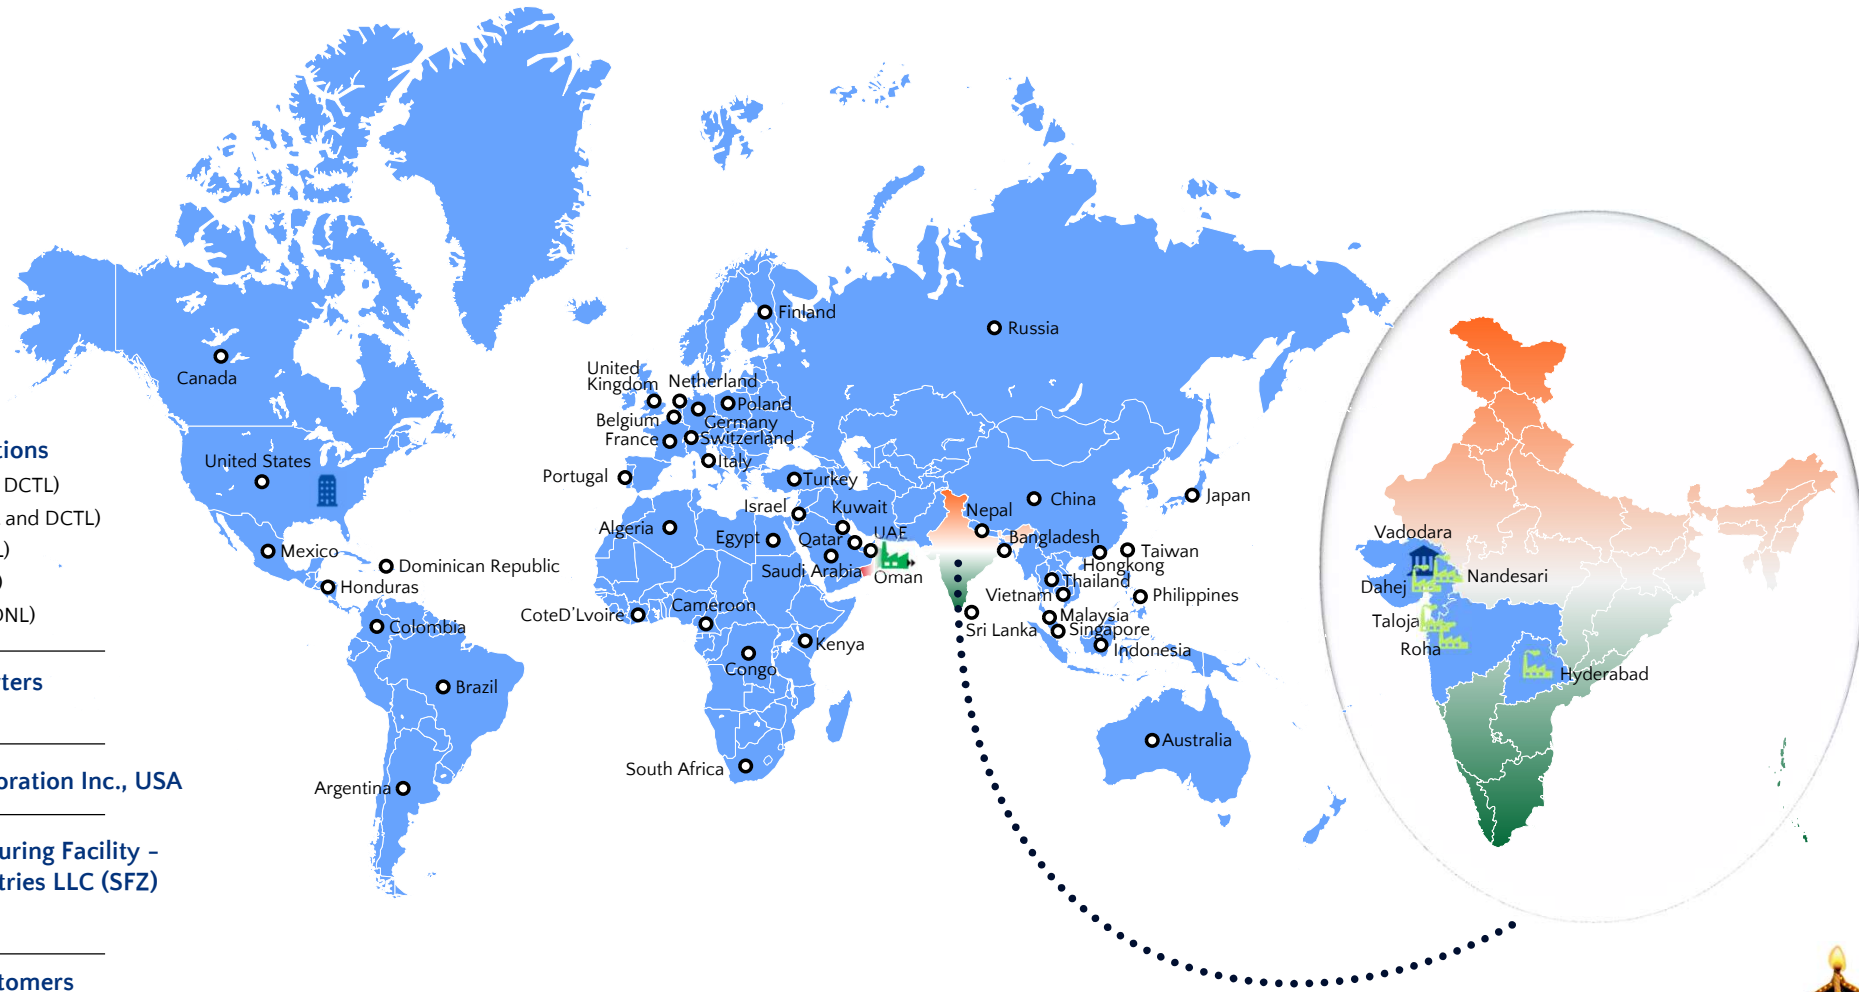 tions
DCTL)
and DCTL)
L)
)
ONL)
ters
oration Inc., USA
uring Facility –
tries LLC (SFZ)
tomers
Canada
United States
Mexico
Dominican Republic
Honduras
Colombia
Brazil
Argentina
Finland
Russia
United
Kingdom
Netherland
Poland
Belgium
Germany
France
Switzerland
Italy
Portugal
Turkey
Israel
Kuwait
Algeria
Egypt
Qatar
UAE
Saudi Arabia
Oman
CoteD'Lvoire
Cameroon
Kenya
Congo
South Africa
China
Japan
Nepal
Bangladesh
Taiwan
Hongkong
Thailand
Vietnam
Philippines
Sri Lanka
Malaysia
Singapore
Indonesia
Australia
Vadodara
Nandesari
Dahej
Taloja
Roha
Hyderabad